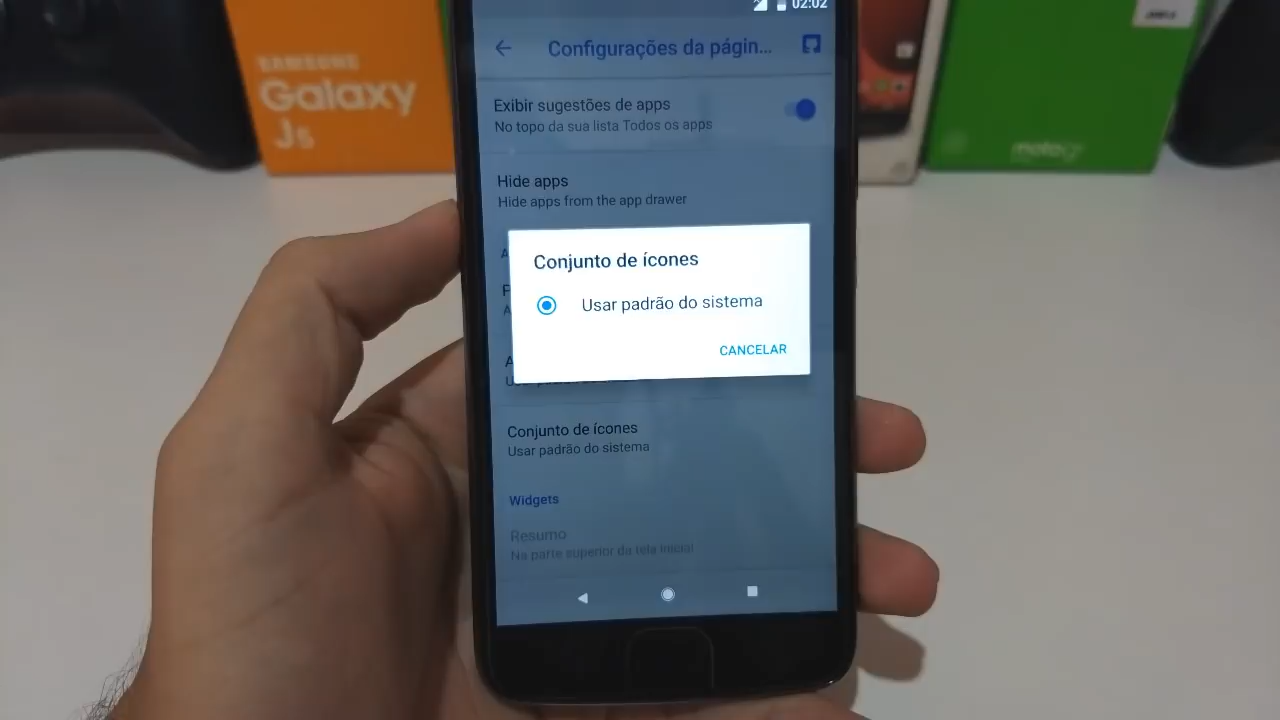 02:02
Configurações da págin...
Exibir sugestões de apps
No topo da sua lista Todos os apps
Hide apps
Hide apps from the app drawer
Conjunto de ícones
Usar padrão do sistema
CANCELAR
Conjunto de ícones
Usar padrão do sistema
Widgets
Resumo
Na parte superior da tela inicial
SAMSUNG
Galaxy
J5
moto g